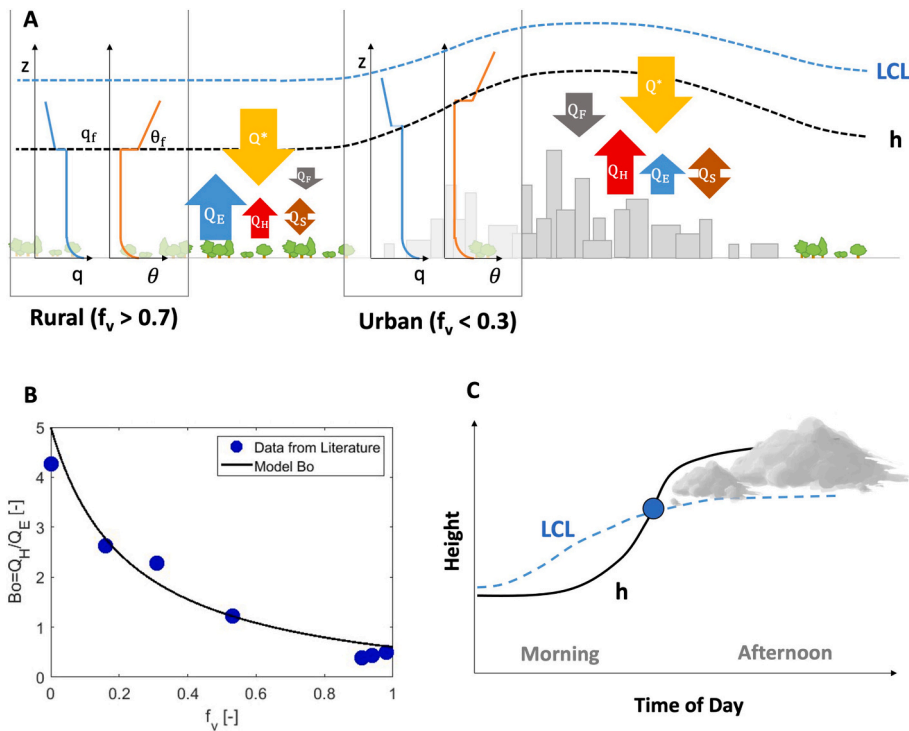 A
z
z
LCL
q_f
θ_f
Q*
Q_F
Q*
Q_F
h
Q_E
Q_H
Q_S
Q_H
Q_E
Q_S
q
θ
q
θ
Rural (f_v > 0.7)
Urban (f_v < 0.3)
B
5
4
3
2
1
0
Bo=Q_H/Q_E [-]
Data from Literature
Model Bo
0
0.2
0.4
0.6
0.8
1
f_v [-]
C
Height
LCL
h
Morning
Afternoon
Time of Day